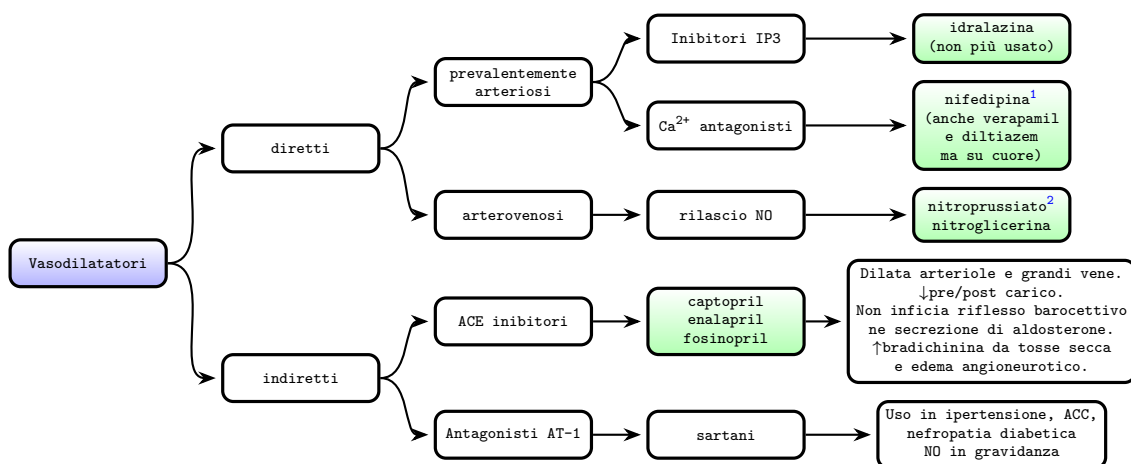 Vasodilatatori
diretti
prevalentemente
arteriosi
Inibitori IP3
idralazina
(non più usato)
Ca2+ antagonisti
nifedipina1
(anche verapamil
e diltiazem
ma su cuore)
arterovenosi
rilascio NO
nitroprussiato2
nitroglicerina
indiretti
ACE inibitori
captopril
enalapril
fosinopril
Dilata arteriole e grandi vene.
↓pre/post carico.
Non inficia riflesso barocettivo
ne secrezione di aldosterone.
↑bradichinina da tosse secca
e edema angioneurotico.
Antagonisti AT-1
sartani
Uso in ipertensione, ACC,
nefropatia diabetica
NO in gravidanza